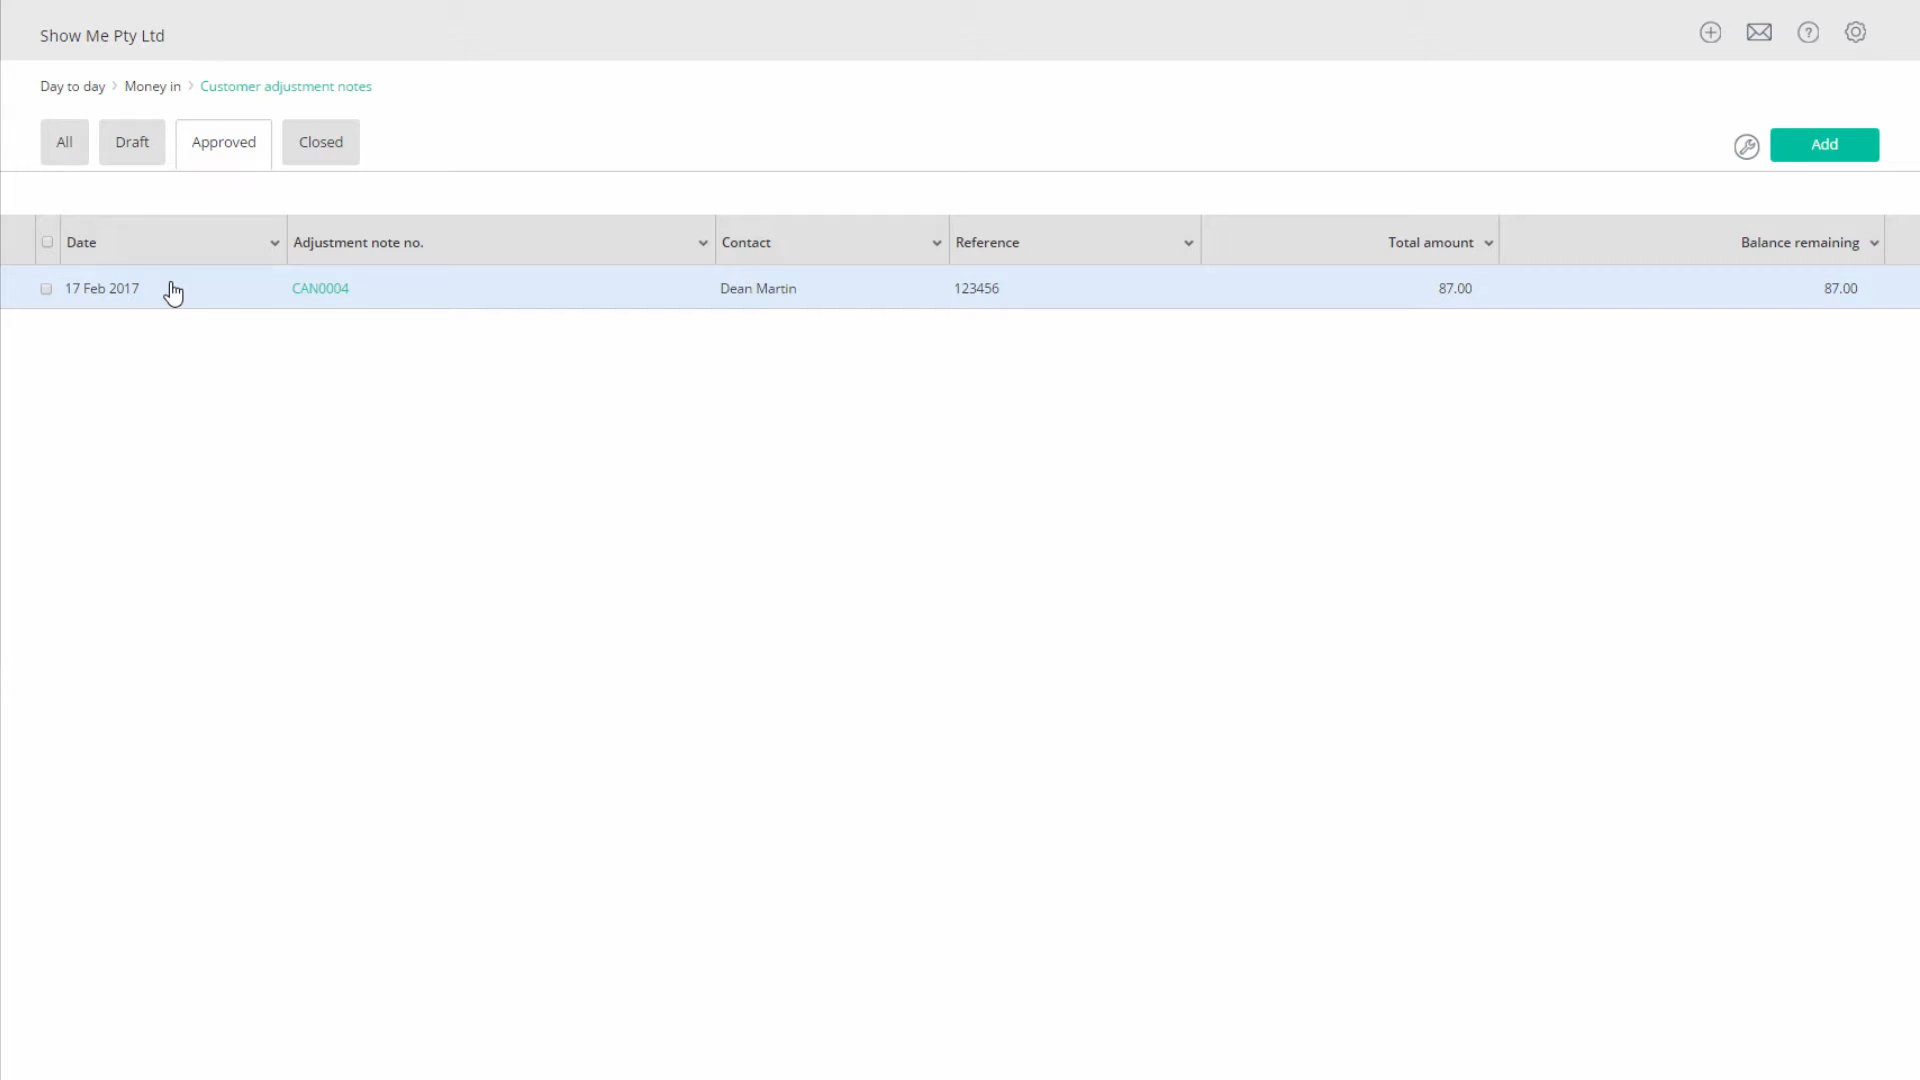 Show Me Pty Ltd
Day to day Money in Customer adjustment notes
All Draft Approved Closed
Add
Date Adjustment note no. Contact Reference Total amount Balance remaining
17 Feb 2017 CAN0004 Dean Martin 123456 87.00 87.00